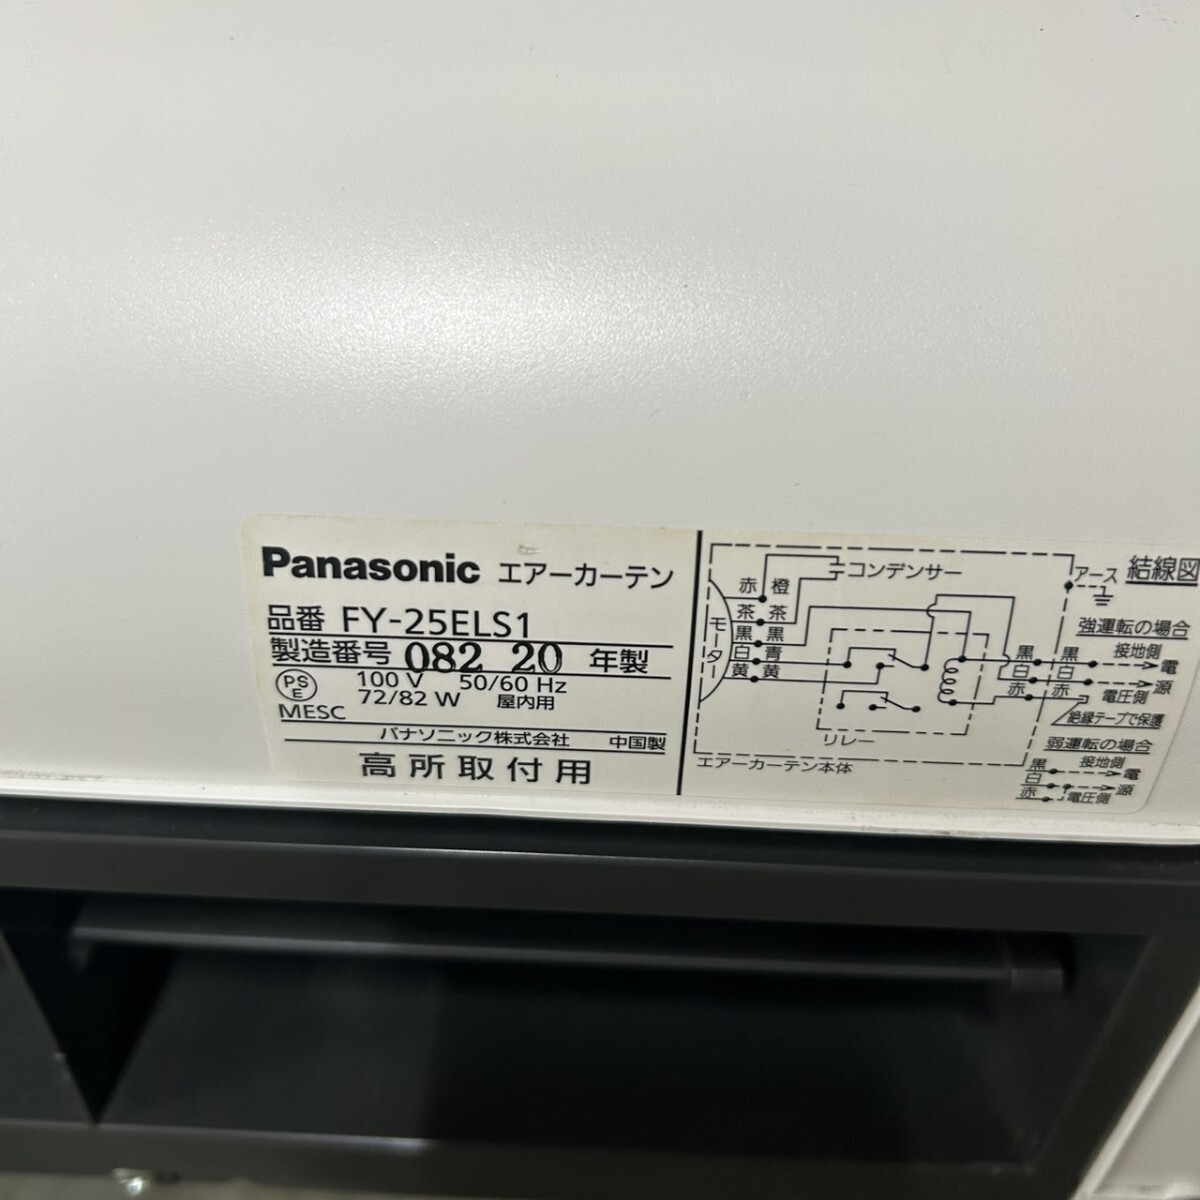 Panasonic エアーカーテン
品番 FY-25ELS1
製造番号 082 20 年製
PS
E
100 V 50/60 Hz
72/82 W 屋内用
MESC
パナソニック株式会社 中国製
高所取付用
結線図
コンデンサー
アース
赤 橙
茶 茶
黒 黒
白 青
黄 黄
モーター
リレー
エアーカーテン本体
強運転の場合
接地側
黒 黒
白 白
赤 赤
電
源
電圧側
絶縁テープで保護
弱運転の場合
接地側
黒
白
赤
電
源
電圧側